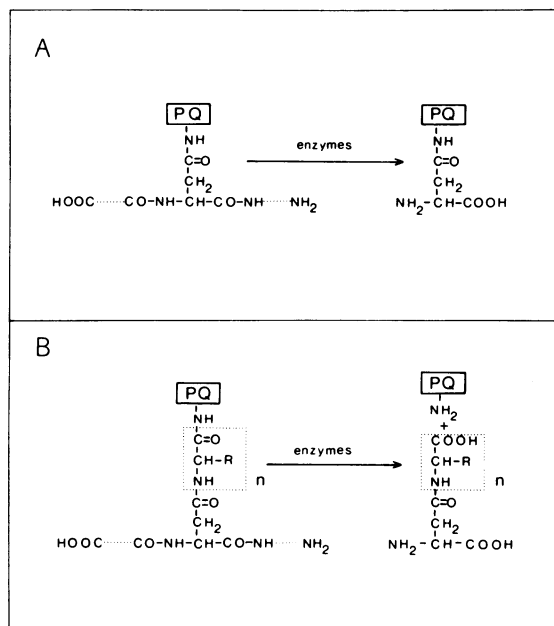 A
PQ
NH
C=O
CH2
HOOC CO-NH-CH-CO-NH NH2
enzymes
PQ
NH
C=O
CH2
NH2-CH-COOH
B
PQ
NH
C=O
CH-R
NH
n
C=O
CH2
HOOC CO-NH-CH-CO-NH NH2
enzymes
PQ
NH2
+
COOH
CH-R
NH
n
C=O
CH2
NH2-CH-COOH